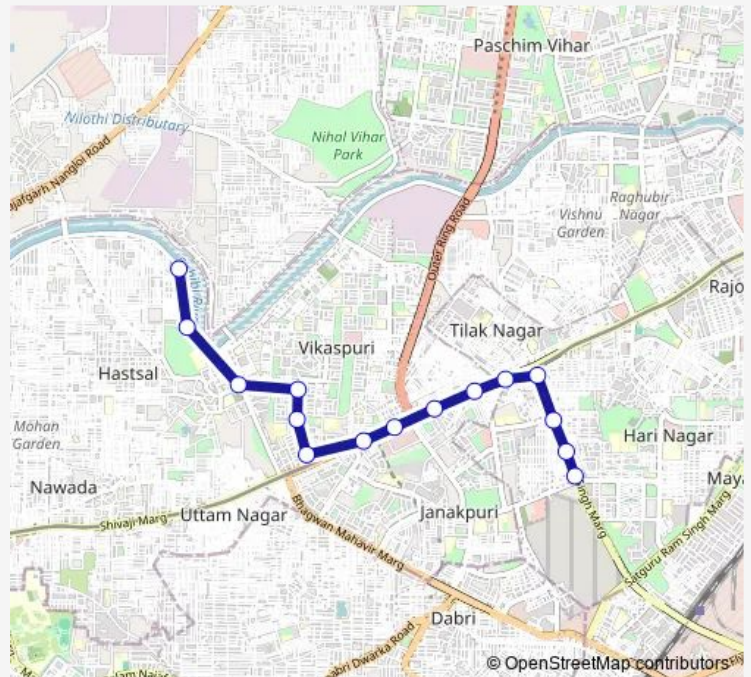 Paschim Vihar
Nilothi Distributary
Nihal Vihar
Park
Najafgarh Nangloi Road
Raghubir
Nagar
Vishnu
Garden
Outer Ring Road
Tilak Nagar
Vikaspuri
Hastsal
Mohan
Garden
Hari Nagar
Nawada
Uttam Nagar
Shivaji Marg
Janakpuri
Singh Marg
Bhagwan Mahavir Marg
Satguru Ram Singh Marg
Dabri
Dabri Dwarka Road
© OpenStreetMap contributors